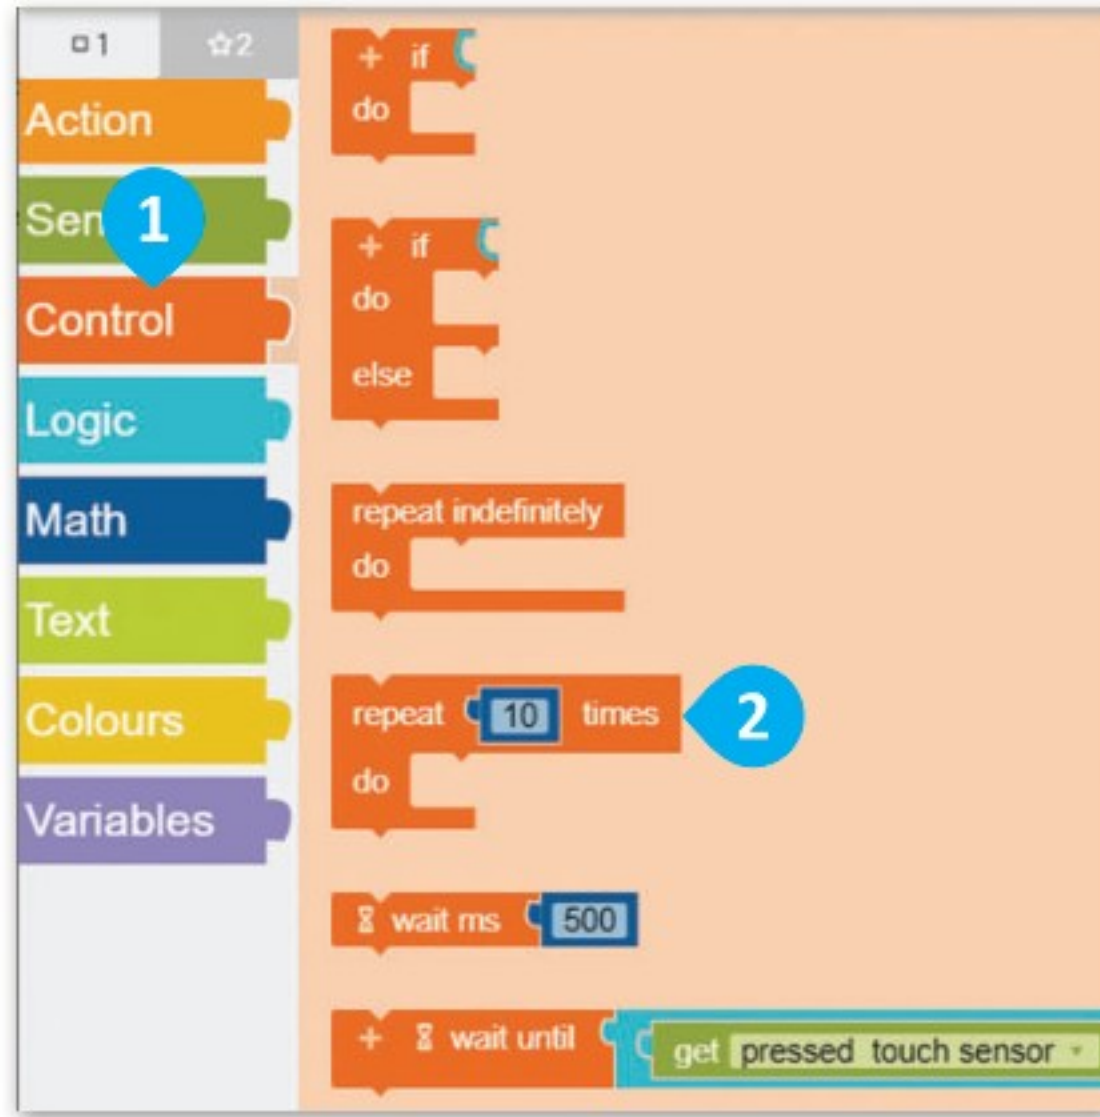 1
2
Action
Sen
1
Control
Logic
Math
Text
Colours
Variables
+ if
do
+ if
do
else
repeat indefinitely
do
repeat 10 times
2
do
wait ms 500
+ wait until get pressed touch sensor